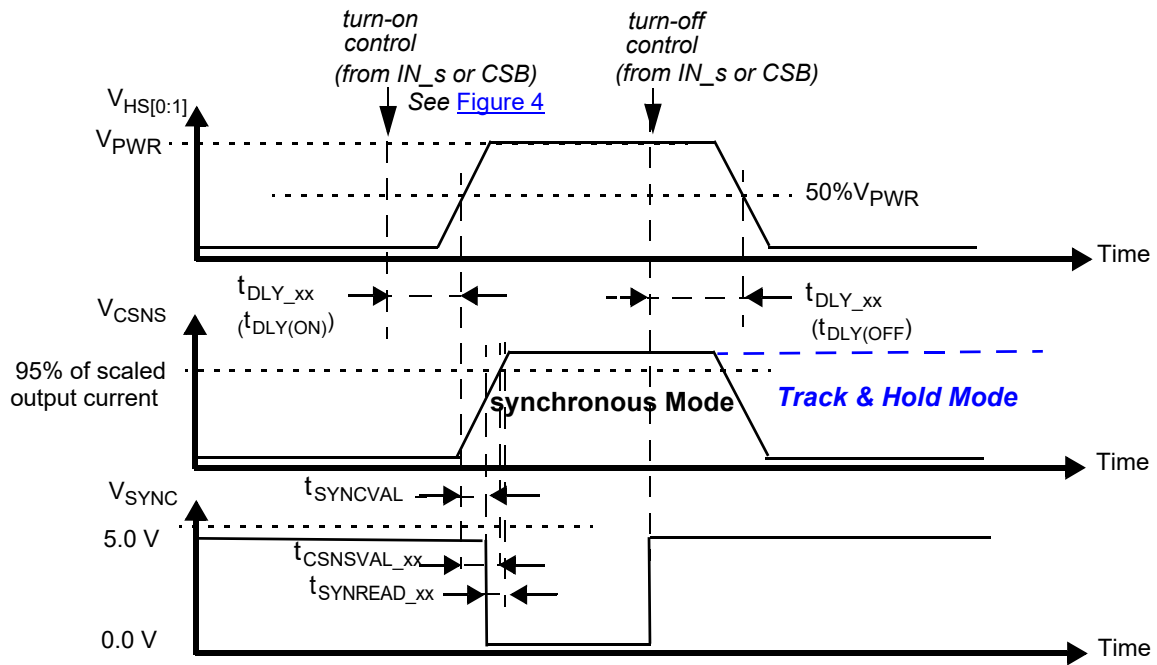 turn-on
control
(from IN_s or CSB)
See Figure 4
turn-off
control
(from IN_s or CSB)
VHS[0:1]
VPWR
50%VPWR
Time
tDLY_xx
(tDLY(ON))
tDLY_xx
(tDLY(OFF)
VCSNS
95% of scaled
output current
synchronous Mode
Track & Hold Mode
Time
tSYNCVAL
VSYNC
5.0 V
tCSNSVAL_xx
tSYNREAD_xx
0.0 V
Time